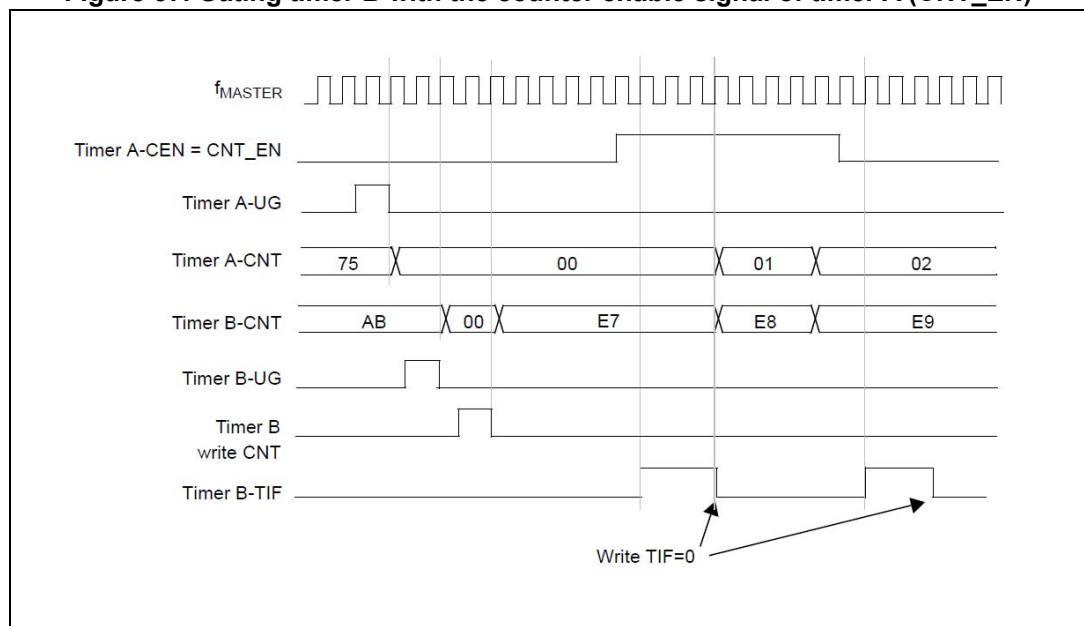 Figure 57. Gating timer B with the counter enable signal of timer A (CNT_EN)
fMASTER
Timer A-CEN = CNT_EN
Timer A-UG
Timer A-CNT 75 00 01 02
Timer B-CNT AB 00 E7 E8 E9
Timer B-UG
Timer B
write CNT
Timer B-TIF
Write TIF=0